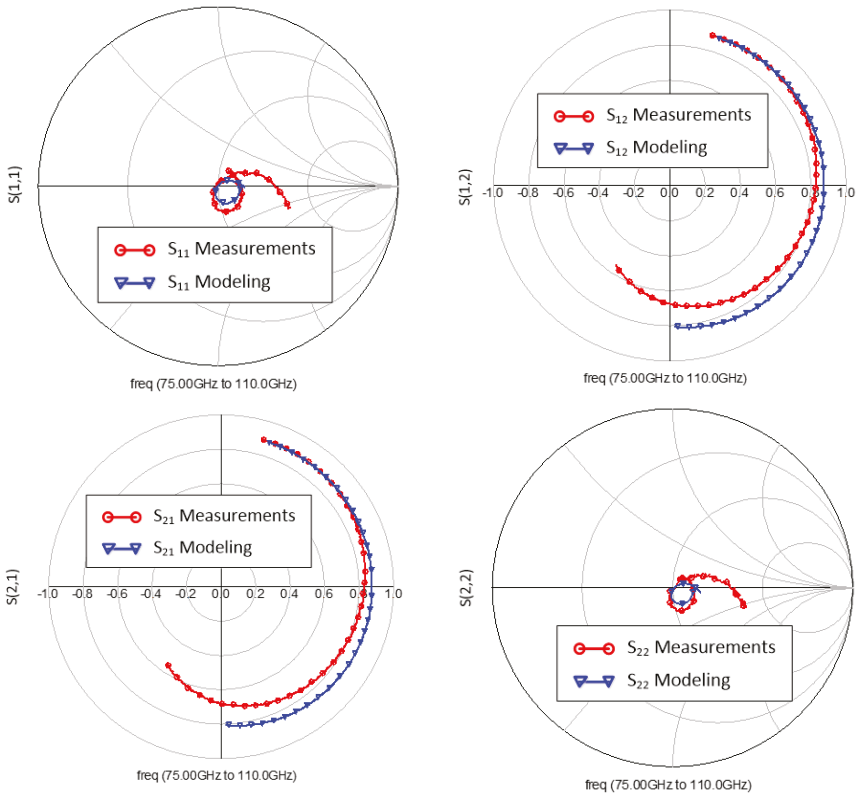 S(1,1)
S₁₁ Measurements
S₁₁ Modeling
freq (75.00GHz to 110.0GHz)
S(1,2)
S₁₂ Measurements
S₁₂ Modeling
-1.0 -0.8 -0.6 -0.4 -0.2 0.0 0.2 0.4 0.6 0.8 1.0
freq (75.00GHz to 110.0GHz)
S(2,1)
S₂₁ Measurements
S₂₁ Modeling
-1.0 -0.8 -0.6 -0.4 -0.2 0.0 0.2 0.4 0.6 0.8 1.0
freq (75.00GHz to 110.0GHz)
S(2,2)
S₂₂ Measurements
S₂₂ Modeling
freq (75.00GHz to 110.0GHz)